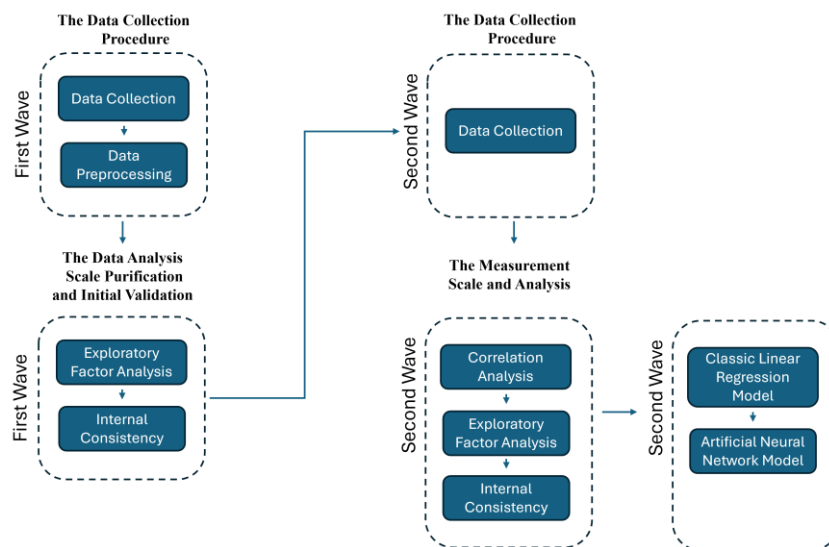 The Data Collection
Procedure
First Wave
Data Collection
Data
Preprocessing
The Data Analysis
Scale Purification
and Initial Validation
First Wave
Exploratory
Factor Analysis
Internal
Consistency
The Data Collection
Procedure
Second Wave
Data Collection
The Measurement
Scale and Analysis
Second Wave
Correlation
Analysis
Exploratory
Factor Analysis
Internal
Consistency
Second Wave
Classic Linear
Regression
Model
Artificial Neural
Network Model